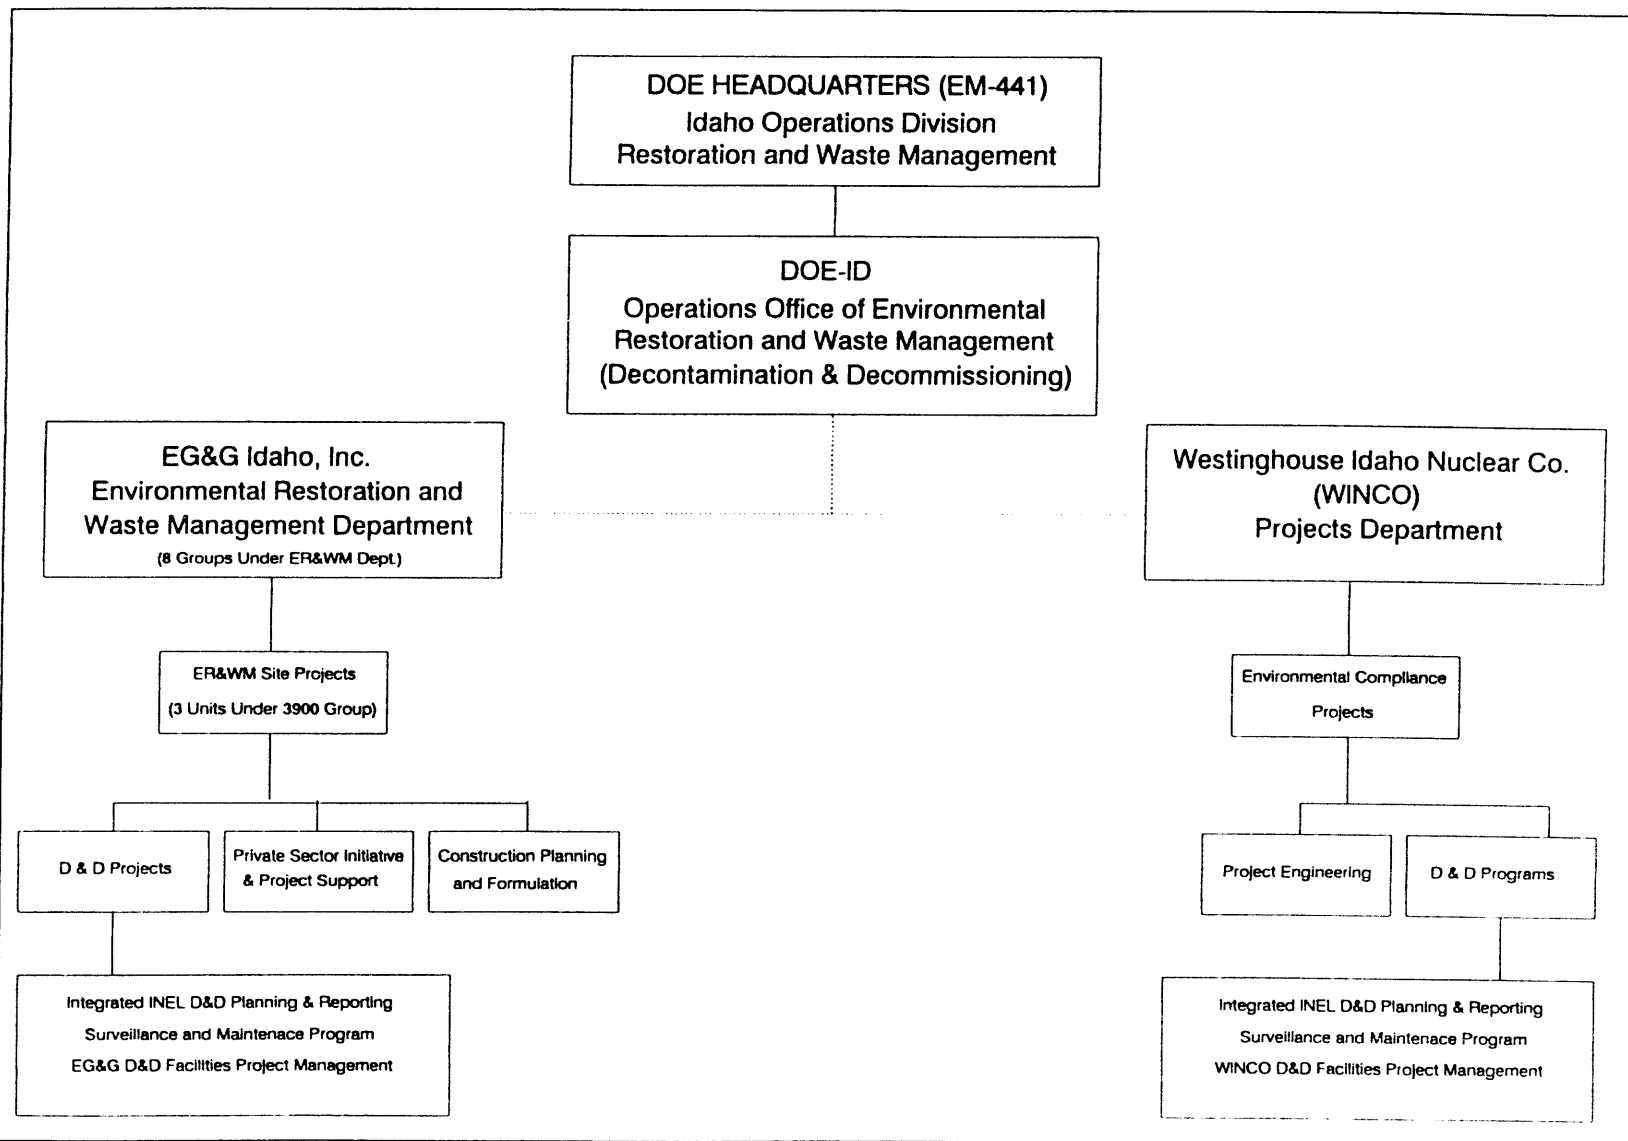 DOE HEADQUARTERS (EM-441)
Idaho Operations Division
Restoration and Waste Management
DOE-ID
Operations Office of Environmental
Restoration and Waste Management
(Decontamination & Decommissioning)
EG&G Idaho, Inc.
Environmental Restoration and
Waste Management Department
(8 Groups Under ER&WM Dept.)
Westinghouse Idaho Nuclear Co.
(WINCO)
Projects Department
ER&WM Site Projects
(3 Units Under 3900 Group)
Environmental Compliance
Projects
D & D Projects
Private Sector Initiative
& Project Support
Construction Planning
and Formulation
Project Engineering
D & D Programs
Integrated INEL D&D Planning & Reporting
Surveillance and Maintenace Program
EG&G D&D Facilities Project Management
Integrated INEL D&D Planning & Reporting
Surveillance and Maintenace Program
WINCO D&D Facilities Project Management